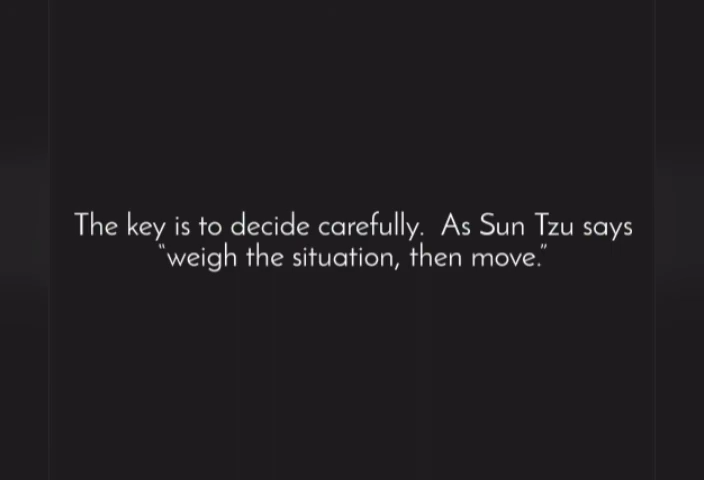 The key is to decide carefully.  As Sun Tzu says
“weigh the situation, then move.”